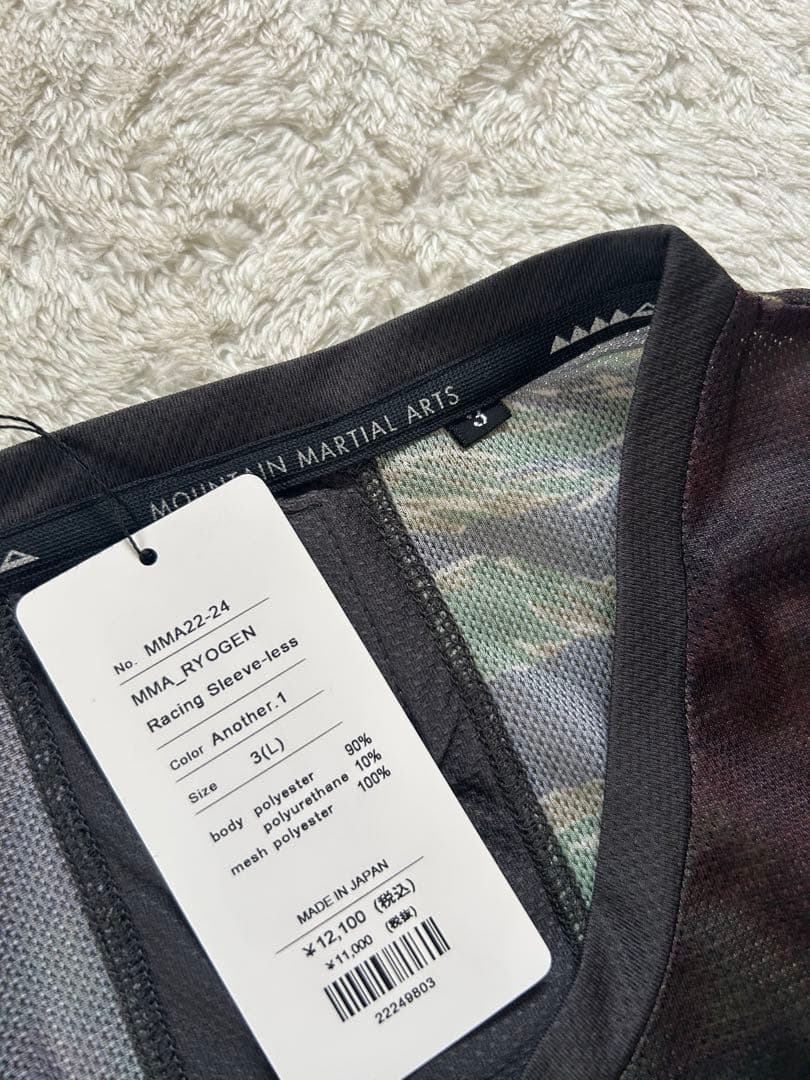 MOUNTAIN MARTIAL ARTS
3
No. MMA22-24
MMA_RYOGEN
Racing Sleeve-less
Color Another.1
Size 3(L)
body polyester 90%
polyurethane 10%
mesh polyester 100%
MADE IN JAPAN
¥12,100 (税込)
¥11,000 (税抜)
22249803